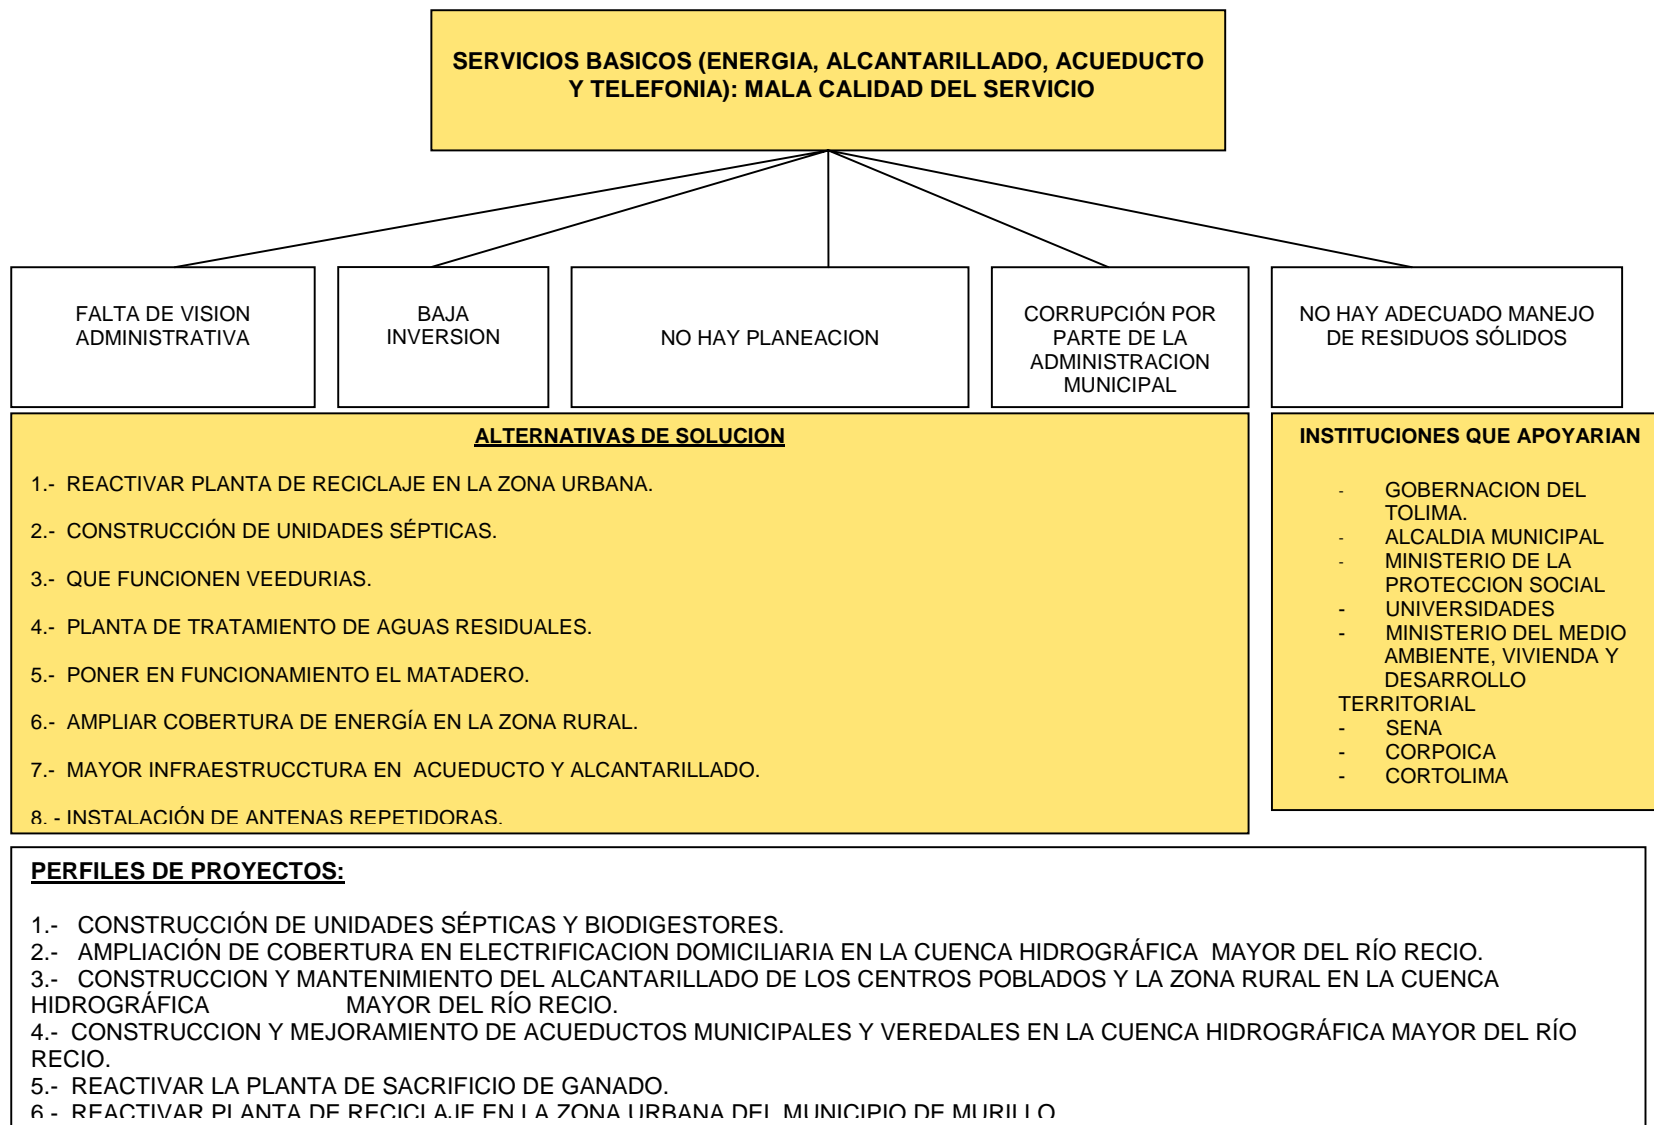 SERVICIOS BASICOS (ENERGIA, ALCANTARILLADO, ACUEDUCTO
Y TELEFONIA): MALA CALIDAD DEL SERVICIO
FALTA DE VISION
ADMINISTRATIVA
BAJA
INVERSION
NO HAY PLANEACION
CORRUPCIÓN POR
PARTE DE LA
ADMINISTRACION
MUNICIPAL
NO HAY ADECUADO MANEJO
DE RESIDUOS SÓLIDOS
ALTERNATIVAS DE SOLUCION
1.- REACTIVAR PLANTA DE RECICLAJE EN LA ZONA URBANA.
2.- CONSTRUCCIÓN DE UNIDADES SÉPTICAS.
3.- QUE FUNCIONEN VEEDURIAS.
4.- PLANTA DE TRATAMIENTO DE AGUAS RESIDUALES.
5.- PONER EN FUNCIONAMIENTO EL MATADERO.
6.- AMPLIAR COBERTURA DE ENERGÍA EN LA ZONA RURAL.
7.- MAYOR INFRAESTRUCCTURA EN ACUEDUCTO Y ALCANTARILLADO.
8. - INSTALACIÓN DE ANTENAS REPETIDORAS.
INSTITUCIONES QUE APOYARIAN
- GOBERNACION DEL
TOLIMA.
- ALCALDIA MUNICIPAL
- MINISTERIO DE LA
PROTECCION SOCIAL
- UNIVERSIDADES
- MINISTERIO DEL MEDIO
AMBIENTE, VIVIENDA Y
DESARROLLO
TERRITORIAL
- SENA
- CORPOICA
- CORTOLIMA
PERFILES DE PROYECTOS:
1.- CONSTRUCCIÓN DE UNIDADES SÉPTICAS Y BIODIGESTORES.
2.- AMPLIACIÓN DE COBERTURA EN ELECTRIFICACION DOMICILIARIA EN LA CUENCA HIDROGRÁFICA MAYOR DEL RÍO RECIO.
3.- CONSTRUCCION Y MANTENIMIENTO DEL ALCANTARILLADO DE LOS CENTROS POBLADOS Y LA ZONA RURAL EN LA CUENCA
HIDROGRÁFICA MAYOR DEL RÍO RECIO.
4.- CONSTRUCCION Y MEJORAMIENTO DE ACUEDUCTOS MUNICIPALES Y VEREDALES EN LA CUENCA HIDROGRÁFICA MAYOR DEL RÍO
RECIO.
5.- REACTIVAR LA PLANTA DE SACRIFICIO DE GANADO.
6.- REACTIVAR PLANTA DE RECICLAJE EN LA ZONA URBANA DEL MUNICIPIO DE MURILLO